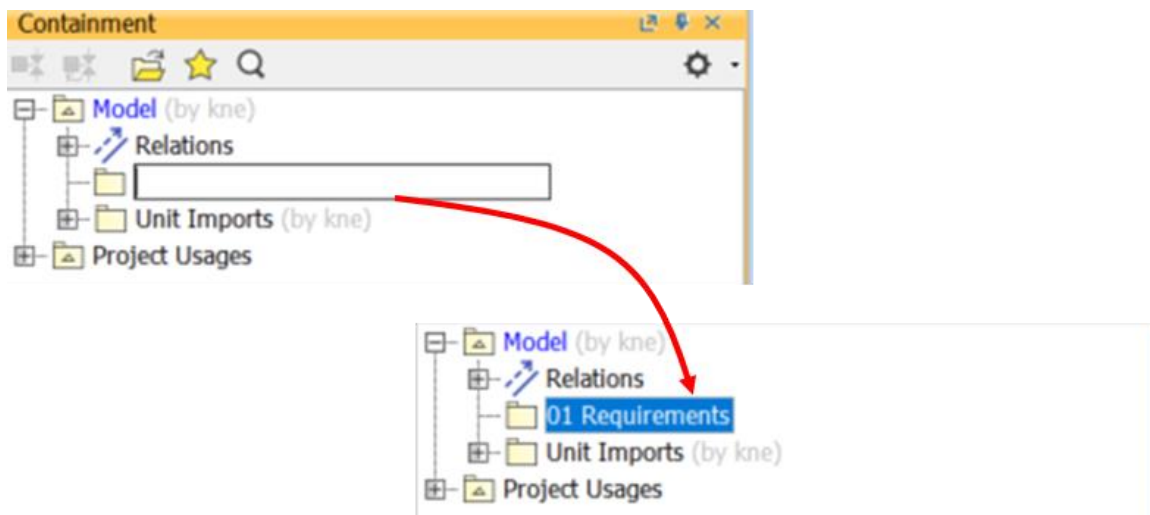 Containment
Model (by kne)
Relations
Unit Imports (by kne)
Project Usages
Model (by kne)
Relations
01 Requirements
Unit Imports (by kne)
Project Usages